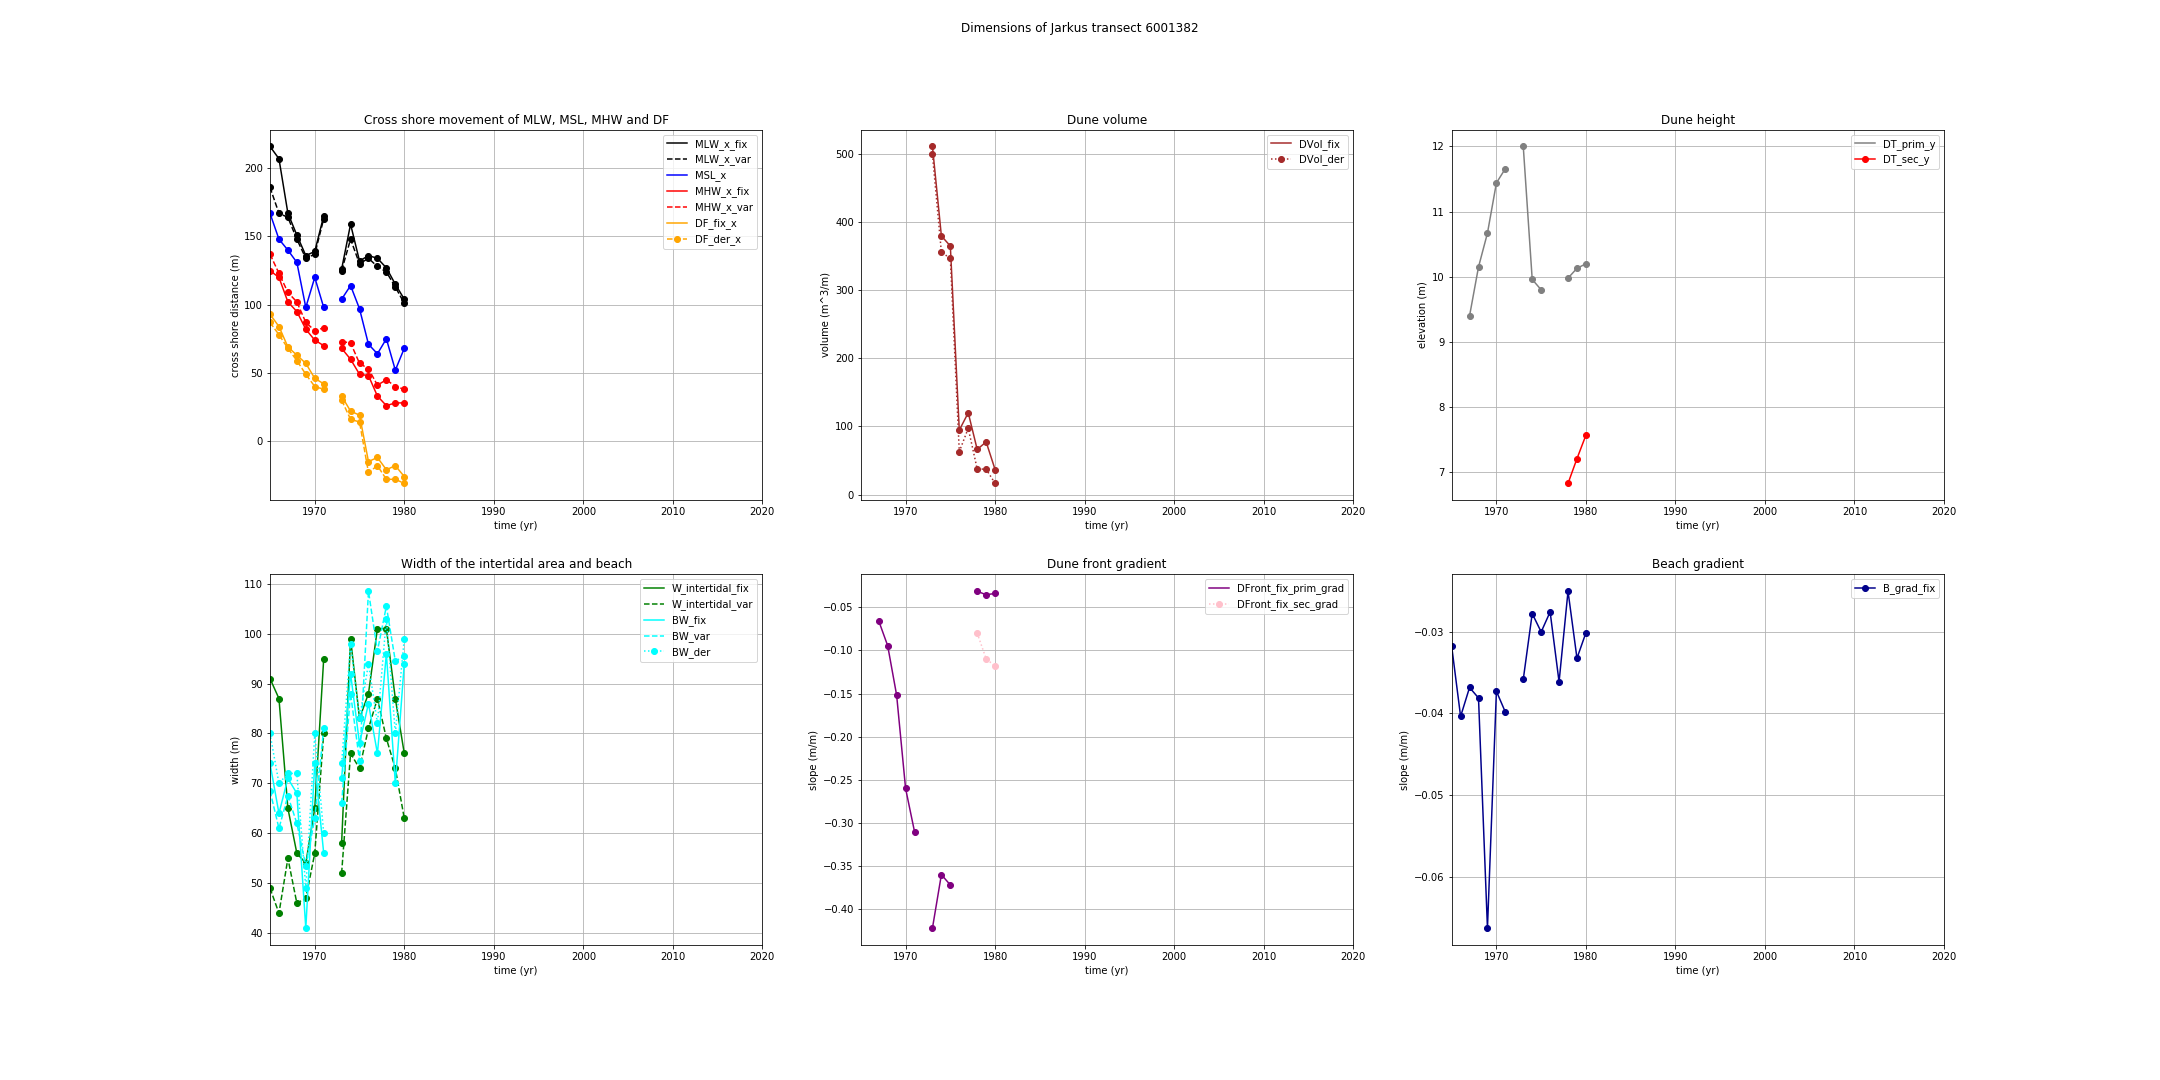 Dimensions of Jarkus transect 6001382
Cross shore movement of MLW, MSL, MHW and DF
cross shore distance (m)
200
150
100
50
0
MLW_x_fix
MLW_x_var
MSL_x
MHW_x_fix
MHW_x_var
DF_fix_x
DF_der_x
1970 1980 1990 2000 2010 2020
time (yr)
Dune volume
volume (m^3/m)
500
400
300
200
100
0
DVol_fix
DVol_der
1970 1980 1990 2000 2010 2020
time (yr)
Dune height
elevation (m)
12
11
10
9
8
7
DT_prim_y
DT_sec_y
1970 1980 1990 2000 2010 2020
time (yr)
Width of the intertidal area and beach
width (m)
110
100
90
80
70
60
50
40
W_intertidal_fix
W_intertidal_var
BW_fix
BW_var
BW_der
1970 1980 1990 2000 2010 2020
time (yr)
Dune front gradient
slope (m/m)
−0.05
−0.10
−0.15
−0.20
−0.25
−0.30
−0.35
−0.40
DFront_fix_prim_grad
DFront_fix_sec_grad
1970 1980 1990 2000 2010 2020
time (yr)
Beach gradient
slope (m/m)
−0.03
−0.04
−0.05
−0.06
B_grad_fix
1970 1980 1990 2000 2010 2020
time (yr)